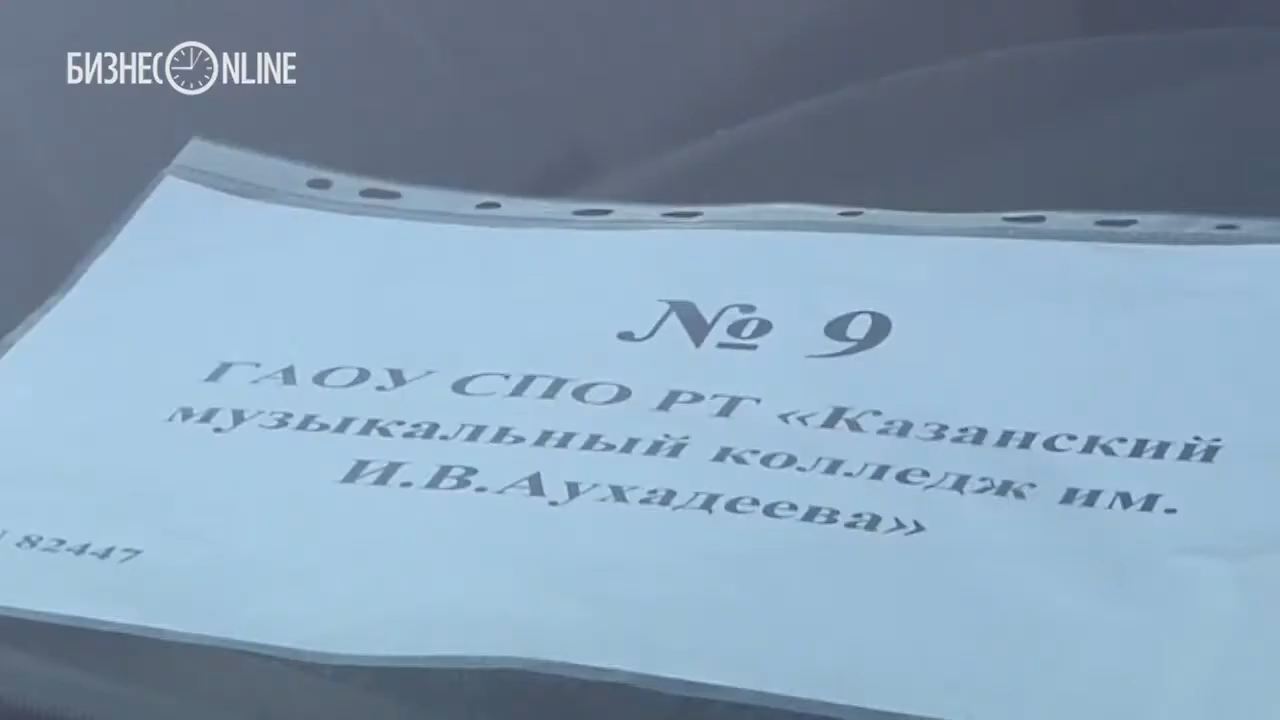 БИЗНЕС ONLINE
№ 9
ГАОУ СПО РТ «Казанский
музыкальный колледж им.
И.В.Аухадеева»
82447